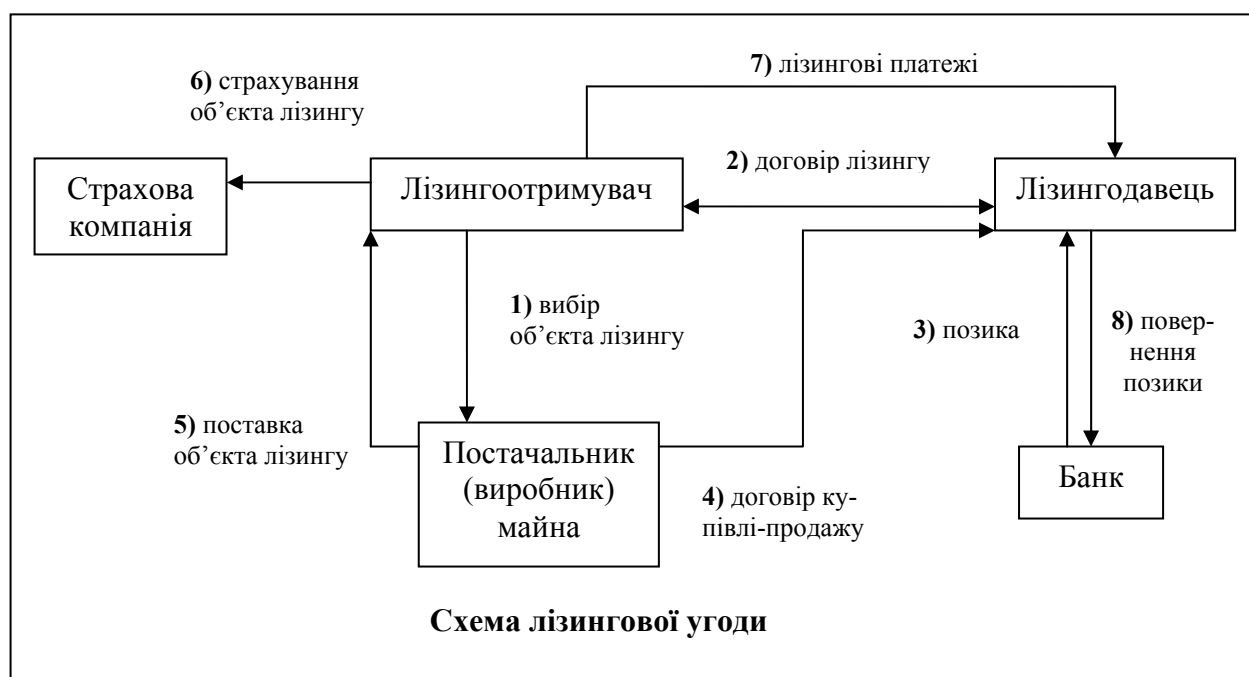 7) лізингові платежі
6) страхування
об’єкта лізингу
2) договір лізингу
Страхова
компанія
Лізингоотримувач
Лізингодавець
1) вибір
об’єкта лізингу
3) позика
8) повер-
нення
позики
5) поставка
об’єкта лізингу
Постачальник
(виробник)
майна
4) договір ку-
півлі-продажу
Банк
Схема лізингової угоди